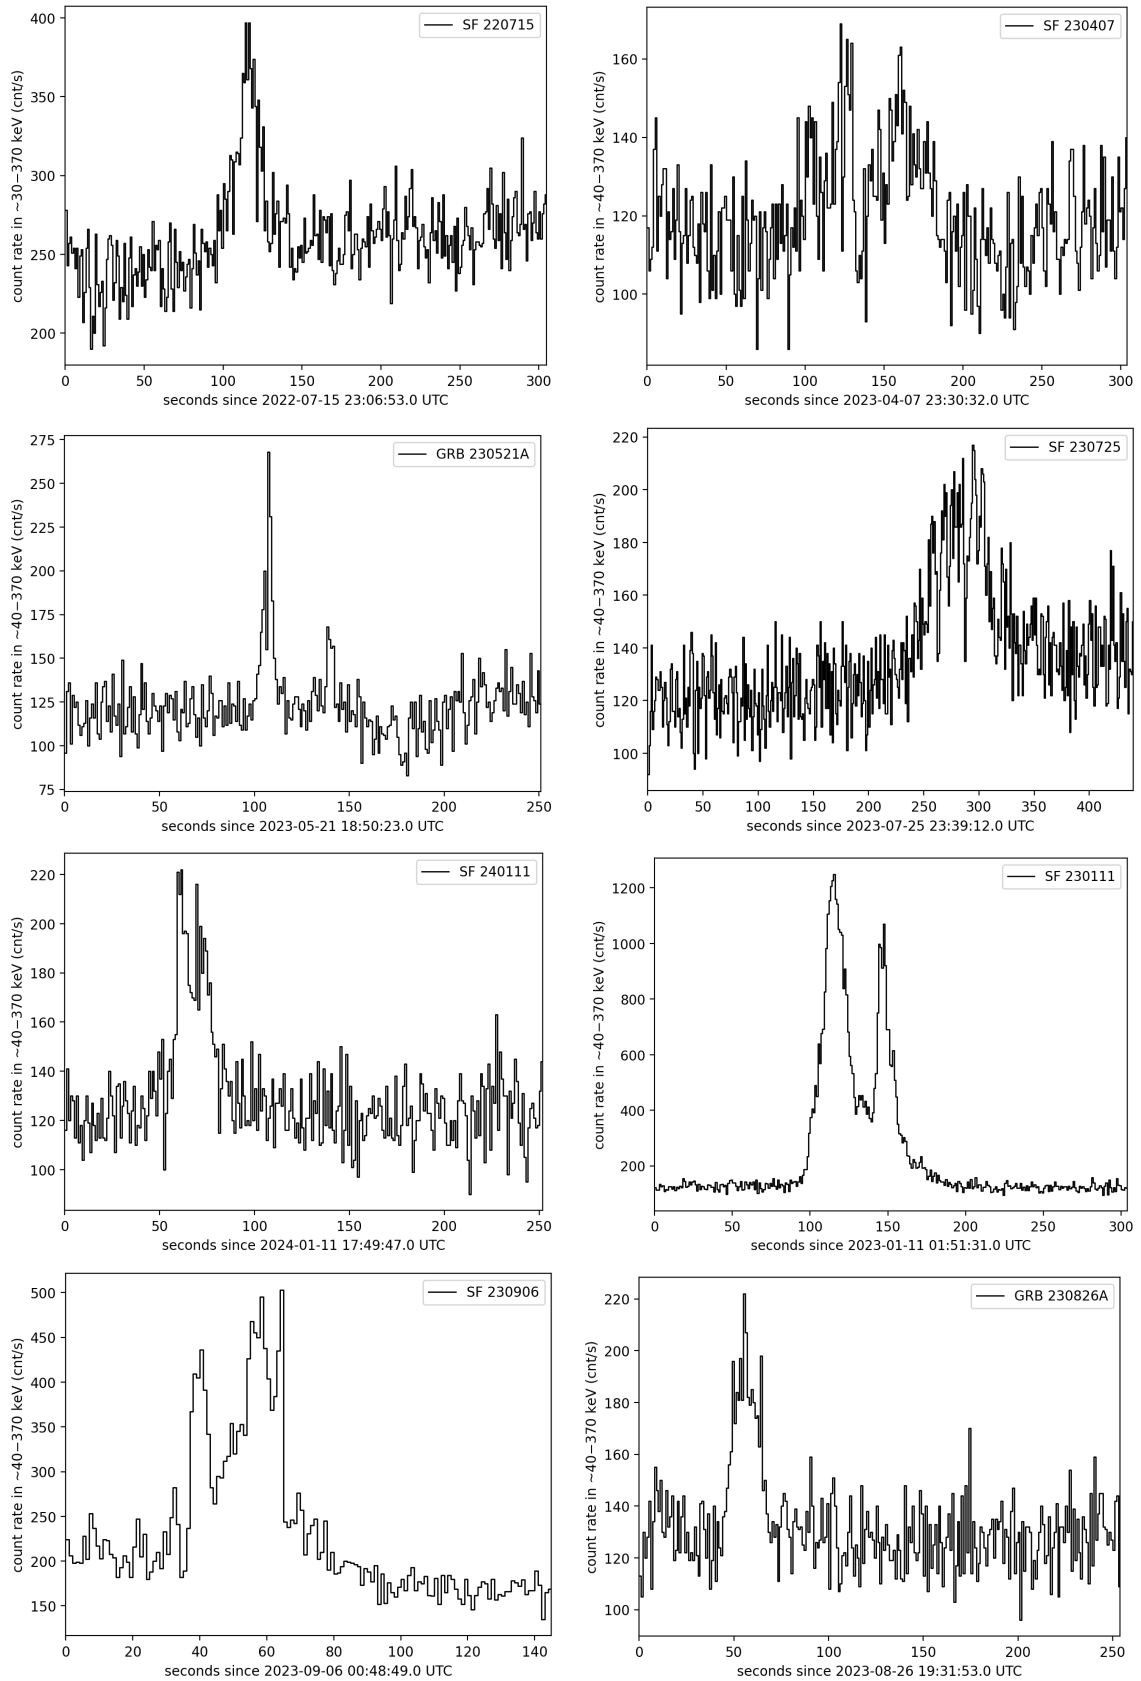 SF 220715
400
350
300
250
200
count rate in ~30−370 keV (cnt/s)
0 50 100 150 200 250 300
seconds since 2022-07-15 23:06:53.0 UTC
SF 230407
160
140
120
100
count rate in ~40−370 keV (cnt/s)
0 50 100 150 200 250 300
seconds since 2023-04-07 23:30:32.0 UTC
GRB 230521A
275
250
225
200
175
150
125
100
75
count rate in ~40−370 keV (cnt/s)
0 50 100 150 200 250
seconds since 2023-05-21 18:50:23.0 UTC
SF 230725
220
200
180
160
140
120
100
count rate in ~40−370 keV (cnt/s)
0 50 100 150 200 250 300 350 400
seconds since 2023-07-25 23:39:12.0 UTC
SF 240111
220
200
180
160
140
120
100
count rate in ~40−370 keV (cnt/s)
0 50 100 150 200 250
seconds since 2024-01-11 17:49:47.0 UTC
SF 230111
1200
1000
800
600
400
200
count rate in ~40−370 keV (cnt/s)
0 50 100 150 200 250 300
seconds since 2023-01-11 01:51:31.0 UTC
SF 230906
500
450
400
350
300
250
200
150
count rate in ~40−370 keV (cnt/s)
0 20 40 60 80 100 120 140
seconds since 2023-09-06 00:48:49.0 UTC
GRB 230826A
220
200
180
160
140
120
100
count rate in ~40−370 keV (cnt/s)
0 50 100 150 200 250
seconds since 2023-08-26 19:31:53.0 UTC